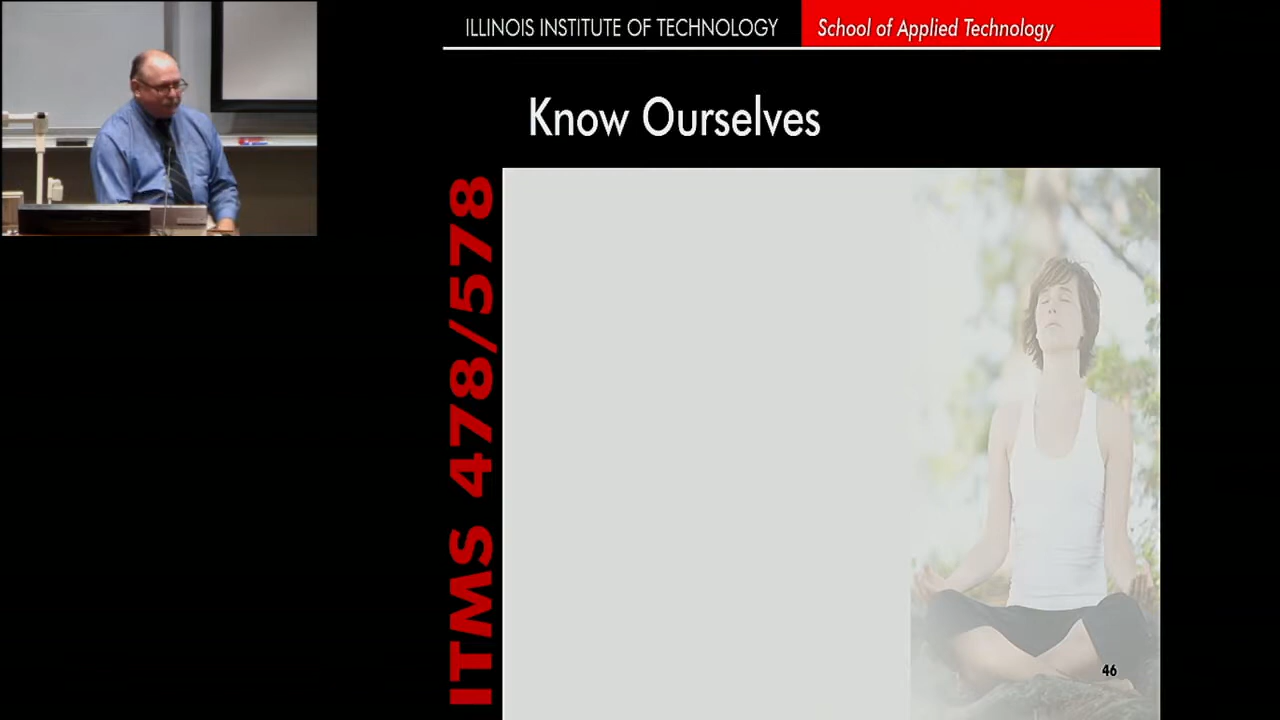 ILLINOIS INSTITUTE OF TECHNOLOGY
School of Applied Technology
Know Ourselves
ITMS 478/578
46